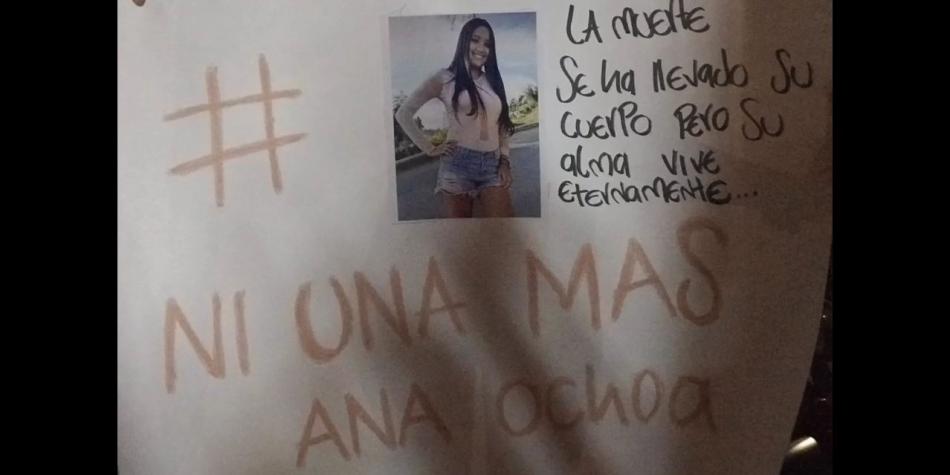 LA MUERTE
Se ha llevado Su
CUERPO PERO SU
alma VIVE
ETERNAMENTE...
#
NI UNA MAS
ANA Ochoa